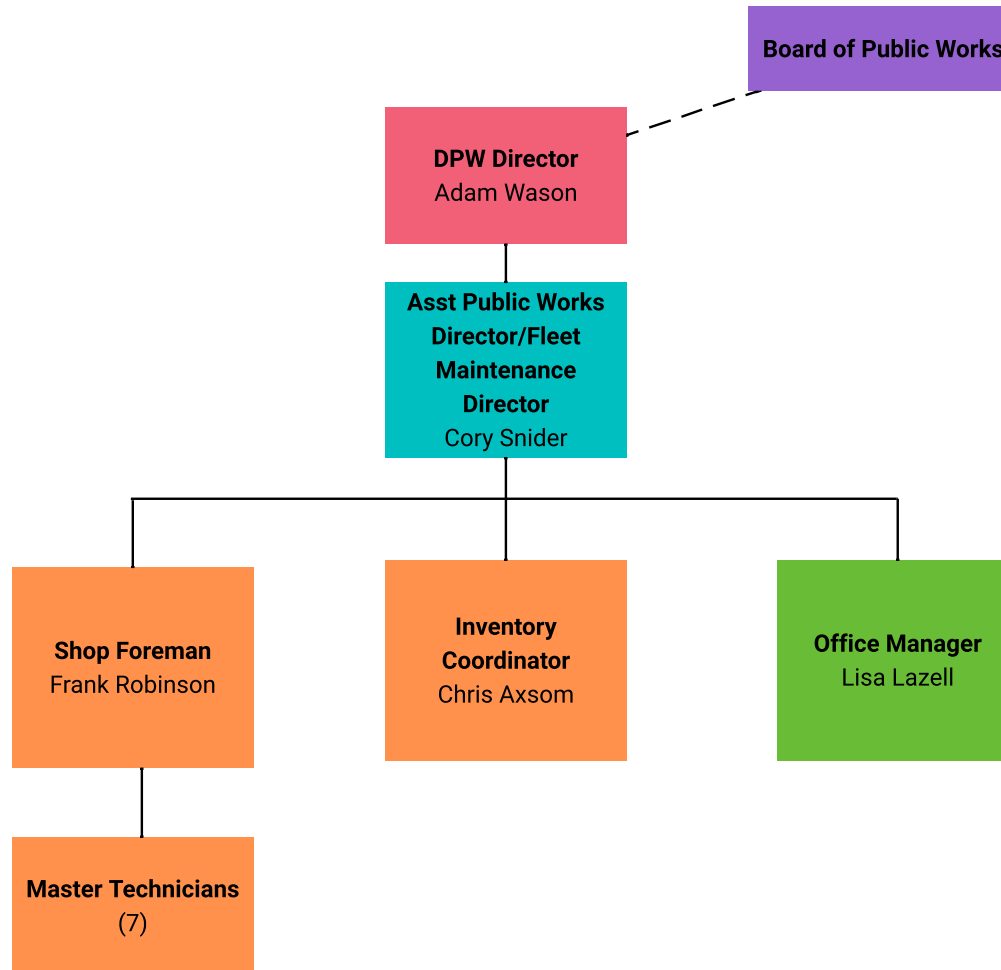 Board of Public Works
DPW Director
Adam Wason
Asst Public Works
Director/Fleet
Maintenance
Director
Cory Snider
Shop Foreman
Frank Robinson
Inventory
Coordinator
Chris Axsom
Office Manager
Lisa Lazell
Master Technicians
(7)